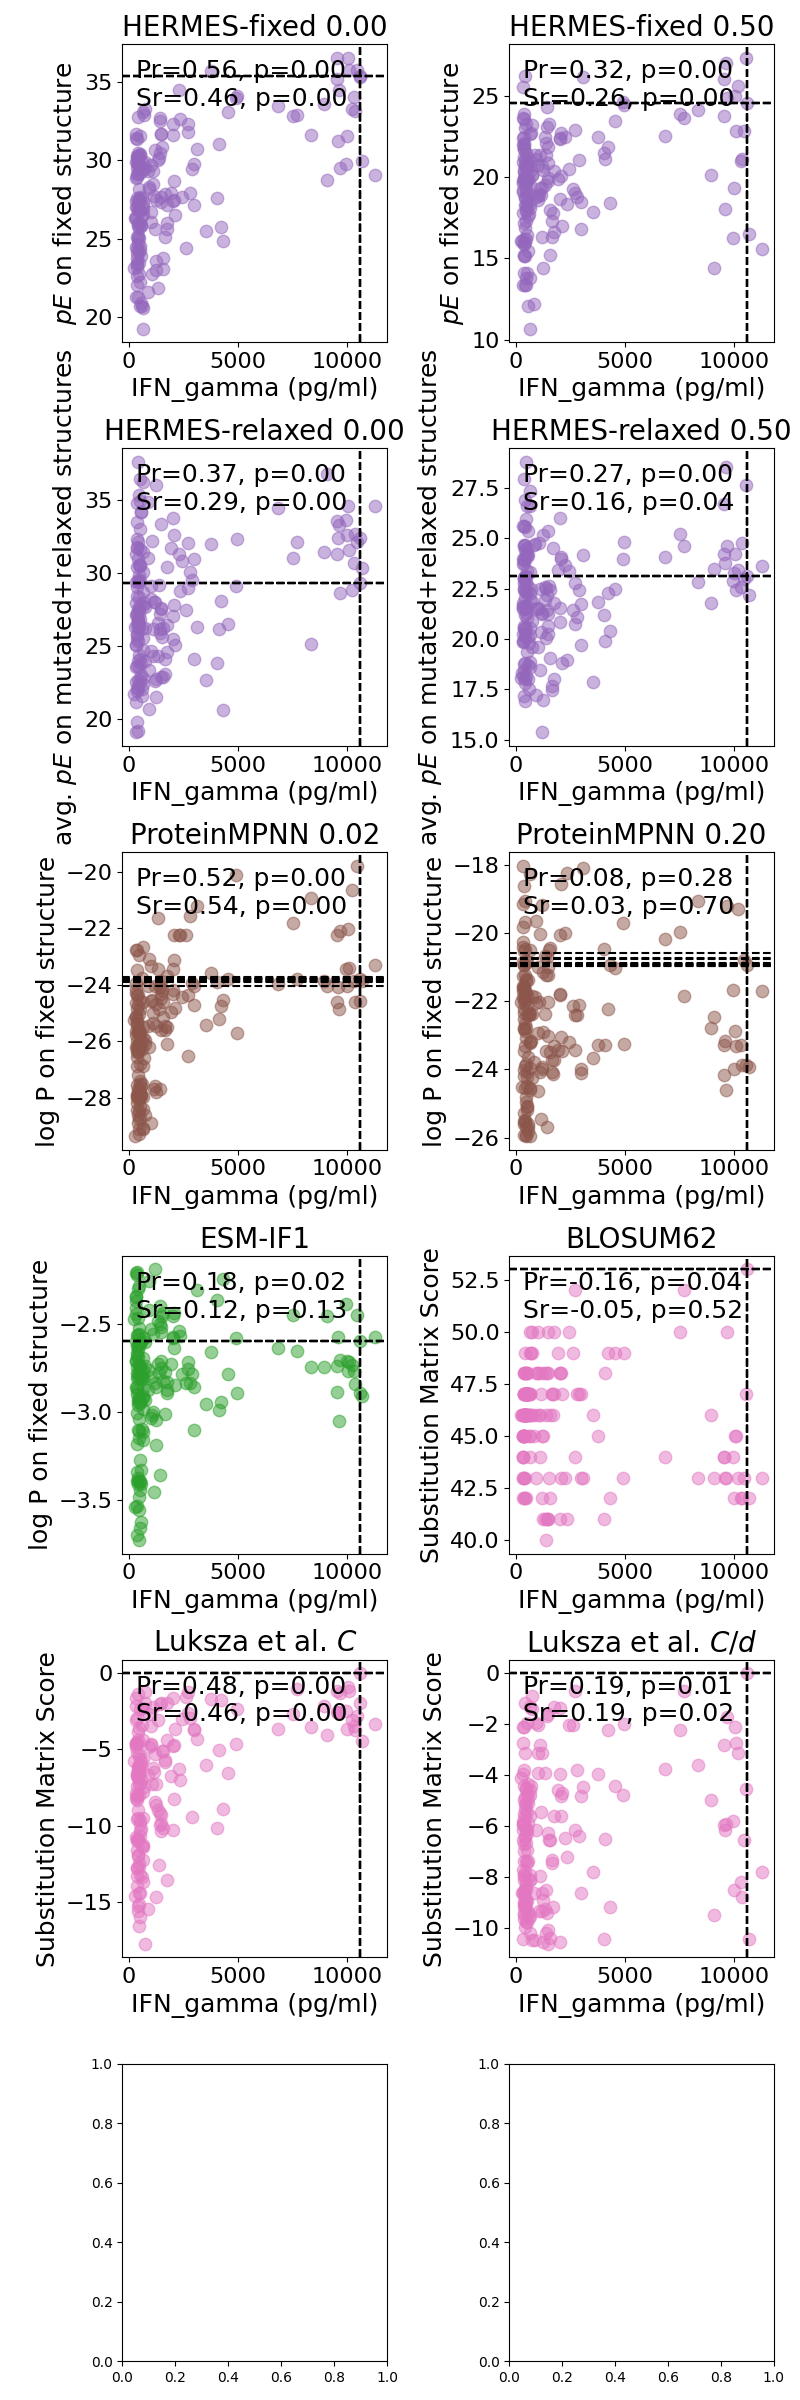 HERMES-fixed 0.00
Pr=0.56, p=0.00
Sr=0.46, p=0.00
pE on fixed structure
35
30
25
20
0 5000 10000
IFN_gamma (pg/ml)
HERMES-fixed 0.50
Pr=0.32, p=0.00
Sr=0.26, p=0.00
pE on fixed structure
25
20
15
10
0 5000 10000
IFN_gamma (pg/ml)
HERMES-relaxed 0.00
Pr=0.37, p=0.00
Sr=0.29, p=0.00
avg. pE on mutated+relaxed structures
35
30
25
20
0 5000 10000
IFN_gamma (pg/ml)
HERMES-relaxed 0.50
Pr=0.27, p=0.00
Sr=0.16, p=0.04
avg. pE on mutated+relaxed structures
27.5
25.0
22.5
20.0
17.5
15.0
0 5000 10000
IFN_gamma (pg/ml)
ProteinMPNN 0.02
Pr=0.52, p=0.00
Sr=0.54, p=0.00
log P on fixed structure
−20
−22
−24
−26
−28
0 5000 10000
IFN_gamma (pg/ml)
ProteinMPNN 0.20
Pr=0.08, p=0.28
Sr=0.03, p=0.70
log P on fixed structure
−18
−20
−22
−24
−26
0 5000 10000
IFN_gamma (pg/ml)
ESM-IF1
Pr=0.18, p=0.02
Sr=0.12, p=0.13
log P on fixed structure
−2.5
−3.0
−3.5
0 5000 10000
IFN_gamma (pg/ml)
BLOSUM62
Pr=-0.16, p=0.04
Sr=-0.05, p=0.52
Substitution Matrix Score
52.5
50.0
47.5
45.0
42.5
40.0
0 5000 10000
IFN_gamma (pg/ml)
Luksza et al. C
Pr=0.48, p=0.00
Sr=0.46, p=0.00
Substitution Matrix Score
0
−5
−10
−15
0 5000 10000
IFN_gamma (pg/ml)
Luksza et al. C/d
Pr=0.19, p=0.01
Sr=0.19, p=0.02
Substitution Matrix Score
0
−2
−4
−6
−8
−10
0 5000 10000
IFN_gamma (pg/ml)
1.0
0.8
0.6
0.4
0.2
0.0
0.0 0.2 0.4 0.6 0.8 1.0
1.0
0.8
0.6
0.4
0.2
0.0
0.0 0.2 0.4 0.6 0.8 1.0